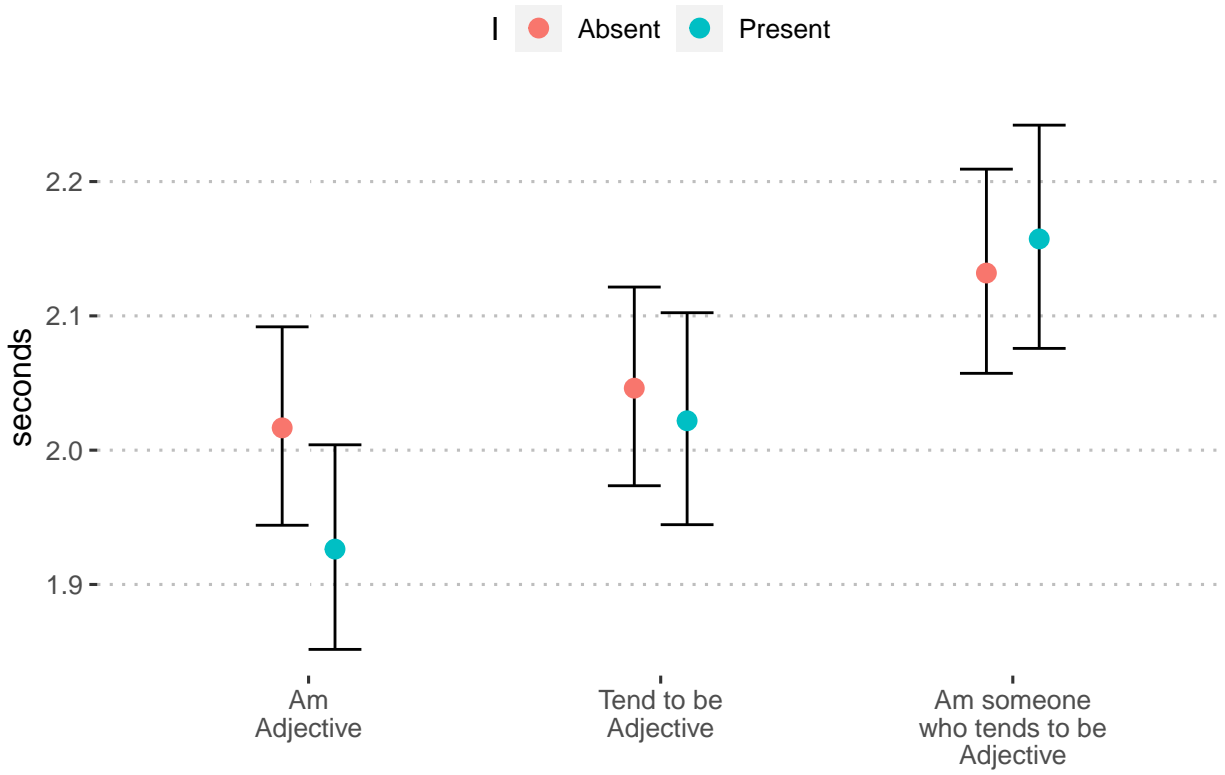 I Absent Present
seconds
2.2
2.1
2.0
1.9
Am
Adjective
Tend to be
Adjective
Am someone
who tends to be
Adjective